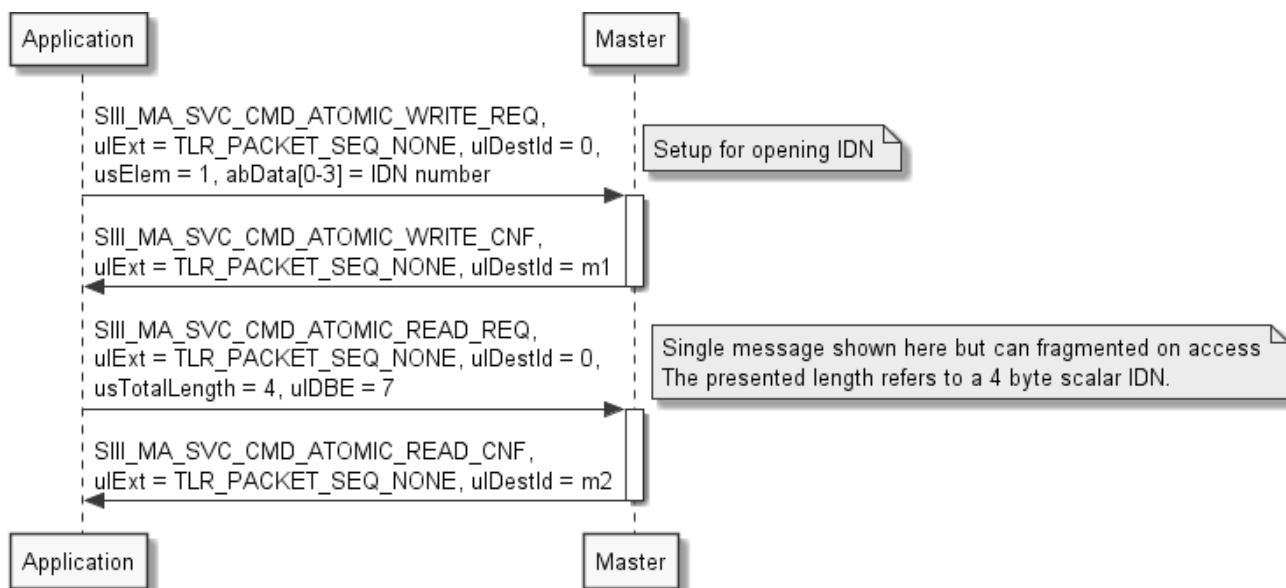 Application
Master
SIII_MA_SVC_CMD_ATOMIC_WRITE_REQ,
ulExt = TLR_PACKET_SEQ_NONE, ulDestId = 0,
usElem = 1, abData[0-3] = IDN number
Setup for opening IDN
SIII_MA_SVC_CMD_ATOMIC_WRITE_CNF,
ulExt = TLR_PACKET_SEQ_NONE, ulDestId = m1
SIII_MA_SVC_CMD_ATOMIC_READ_REQ,
ulExt = TLR_PACKET_SEQ_NONE, ulDestId = 0,
usTotalLength = 4, ulDBE = 7
Single message shown here but can fragmented on access
The presented length refers to a 4 byte scalar IDN.
SIII_MA_SVC_CMD_ATOMIC_READ_CNF,
ulExt = TLR_PACKET_SEQ_NONE, ulDestId = m2
Application
Master